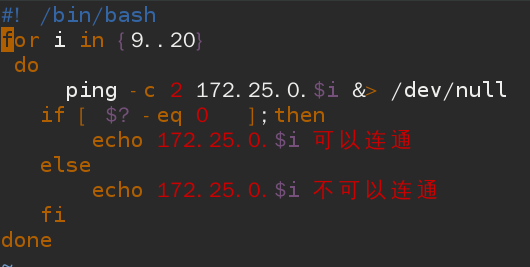 #! /bin/bash
for i in {9..20}
 do
     ping -c 2 172.25.0.$i &> /dev/null
   if [ $? -eq 0   ];then
       echo 172.25.0.$i 可以连通
   else
       echo 172.25.0.$i 不可以连通
   fi
done
~